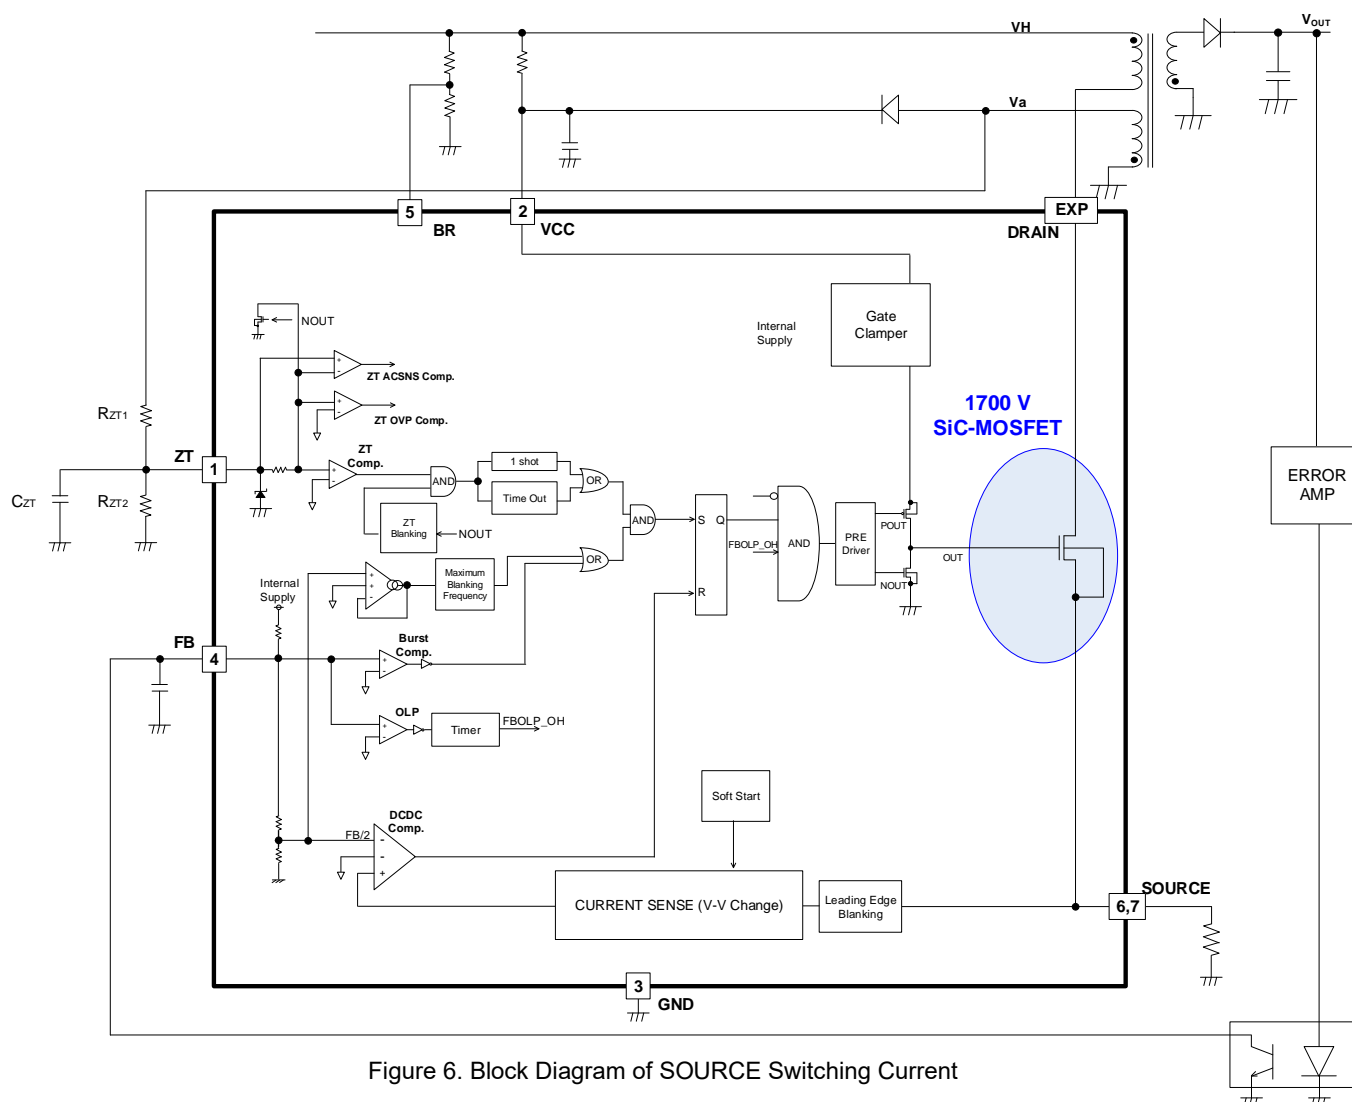 VH
VOUT
Va
5
BR
2
VCC
EXP
DRAIN
NOUT
Internal
Supply
Gate
Clamper
ZT ACSNS Comp.
ZT OVP Comp.
1700 V
SiC-MOSFET
RZT1
ZT
1
ZT
Comp.
1 shot
Time Out
AND
OR
CZT
RZT2
ZT
Blanking
NOUT
AND
S
Q
R
FBOLP_OH
AND
PRE
Driver
POUT
NOUT
OUT
ERROR
AMP
OR
Maximum
Blanking
Frequency
Internal
Supply
FB
4
Burst
Comp.
OLP
Timer
FBOLP_OH
Soft Start
DCDC
Comp.
FB/2
CURRENT SENSE (V-V Change)
Leading Edge
Blanking
SOURCE
6,7
3
GND
Figure 6. Block Diagram of SOURCE Switching Current